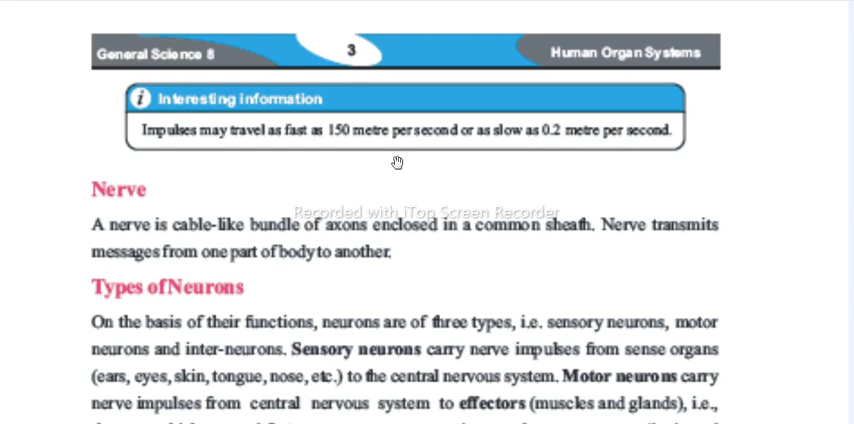 General Science 8
3
Human Organ Systems
i Interesting information
Impulses may travel as fast as 150 metre per second or as slow as 0.2 metre per second.
Nerve
Recorded with iTop Screen Recorder
A nerve is cable-like bundle of axons enclosed in a common sheath. Nerve transmits
messages from one part of body to another.
Types of Neurons
On the basis of their functions, neurons are of three types, i.e. sensory neurons, motor
neurons and inter-neurons. Sensory neurons carry nerve impulses from sense organs
(ears, eyes, skin, tongue, nose, etc.) to the central nervous system. Motor neurons carry
nerve impulses from central nervous system to effectors (muscles and glands), i.e.,